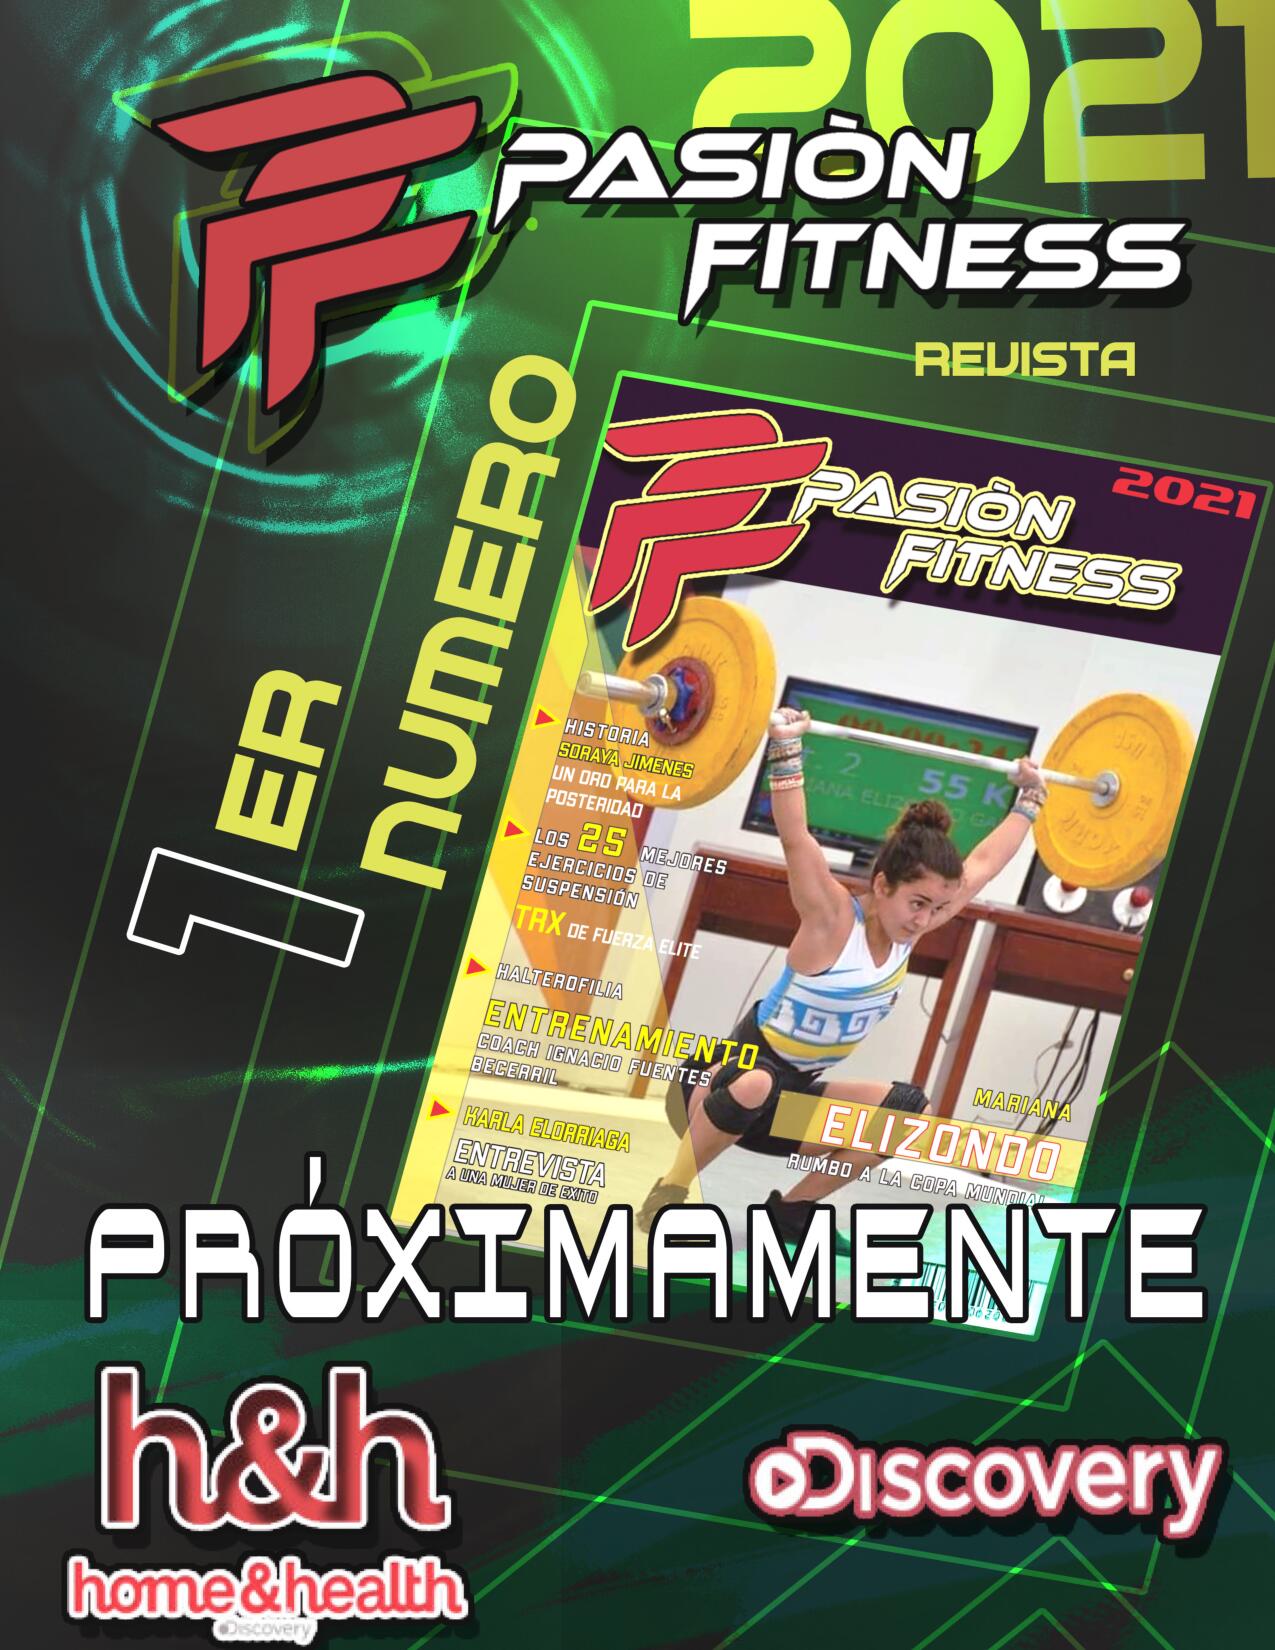 2021
PASIÒN
FITNESS
REVISTA
1ER
NUMERO
PASIÒN
FITNESS
2021
HISTORIA
SORAYA JIMENES
UN ORO PARA LA
POSTERIDAD
LOS 25 MEJORES
EJERCICIOS DE
SUSPENSIÓN
TRX DE FUERZA ELITE
HALTEROFILIA
ENTRENAMIENTO
COACH IGNACIO FUENTES
BECERRIL
KARLA ELORRIAGA
ENTREVISTA
A UNA MUJER DE EXITO
55 K
MARIANA
ELIZONDO
RUMBO A LA COPA MUNDIAL
PRÓXIMAMENTE
h&h
home&health
Discovery
Discovery